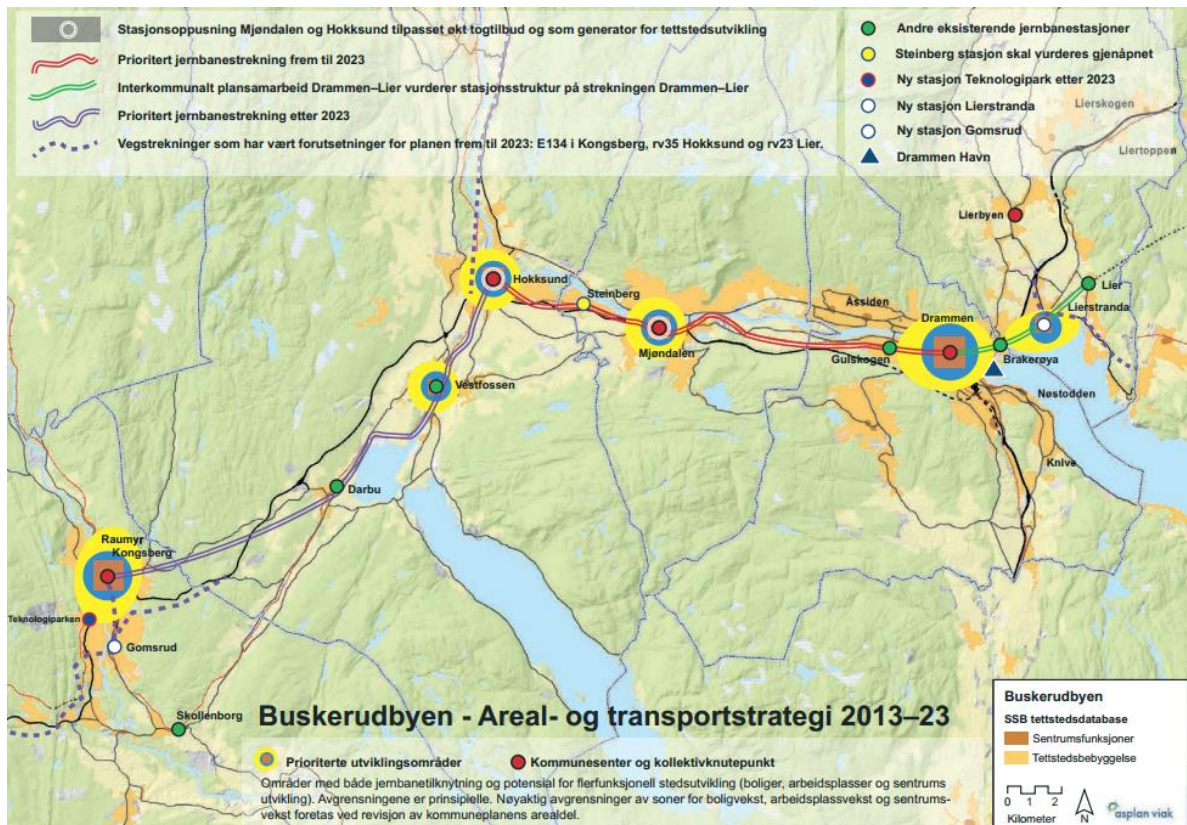 Stasjonsoppusning Mjøndalen og Hokksund tilpasset økt togtilbud og som generator for tettstedsutvikling
Prioritert jernbanestrekning frem til 2023
Interkommunalt plansamarbeid Drammen–Lier vurderer stasjonsstruktur på strekningen Drammen–Lier
Prioritert jernbanestrekning etter 2023
Vegstrekninger som har vært forutsetninger for planen frem til 2023: E134 i Kongsberg, rv35 Hokksund og rv23 Lier.
Andre eksisterende jernbanestasjoner
Steinberg stasjon skal vurderes gjenåpnet
Ny stasjon Teknologipark etter 2023
Ny stasjon Lierstranda
Ny stasjon Gomsrud
Drammen Havn
Lierskogen
Liertoppen
Lierbyen
Hokksund
Steinberg
Lier
Lierstranda
Åssiden
Drammen
Mjøndalen
Gulskogen
Brakerøya
Vestfossen
Nøstodden
Knive
Darbu
Raumyr
Kongsberg
Teknologiparken
Gomsrud
Skollenborg
Buskerudbyen - Areal- og transportstrategi 2013–23
Prioriterte utviklingsområder
Kommunesenter og kollektivknutepunkt
Områder med både jernbanetilknytning og potensial for flerfunksjonell stedsutvikling (boliger, arbeidsplasser og sentrums
utvikling). Avgrensningene er prinsipielle. Nøyaktig avgrensninger av soner for boligvekst, arbeidsplassvekst og sentrums-
vekst foretas ved revisjon av kommuneplanens arealdel.
Buskerudbyen
SSB tettstedsdatabase
Sentrumsfunksjoner
Tettstedsbebyggelse
0 1 2
Kilometer
N
asplan viak